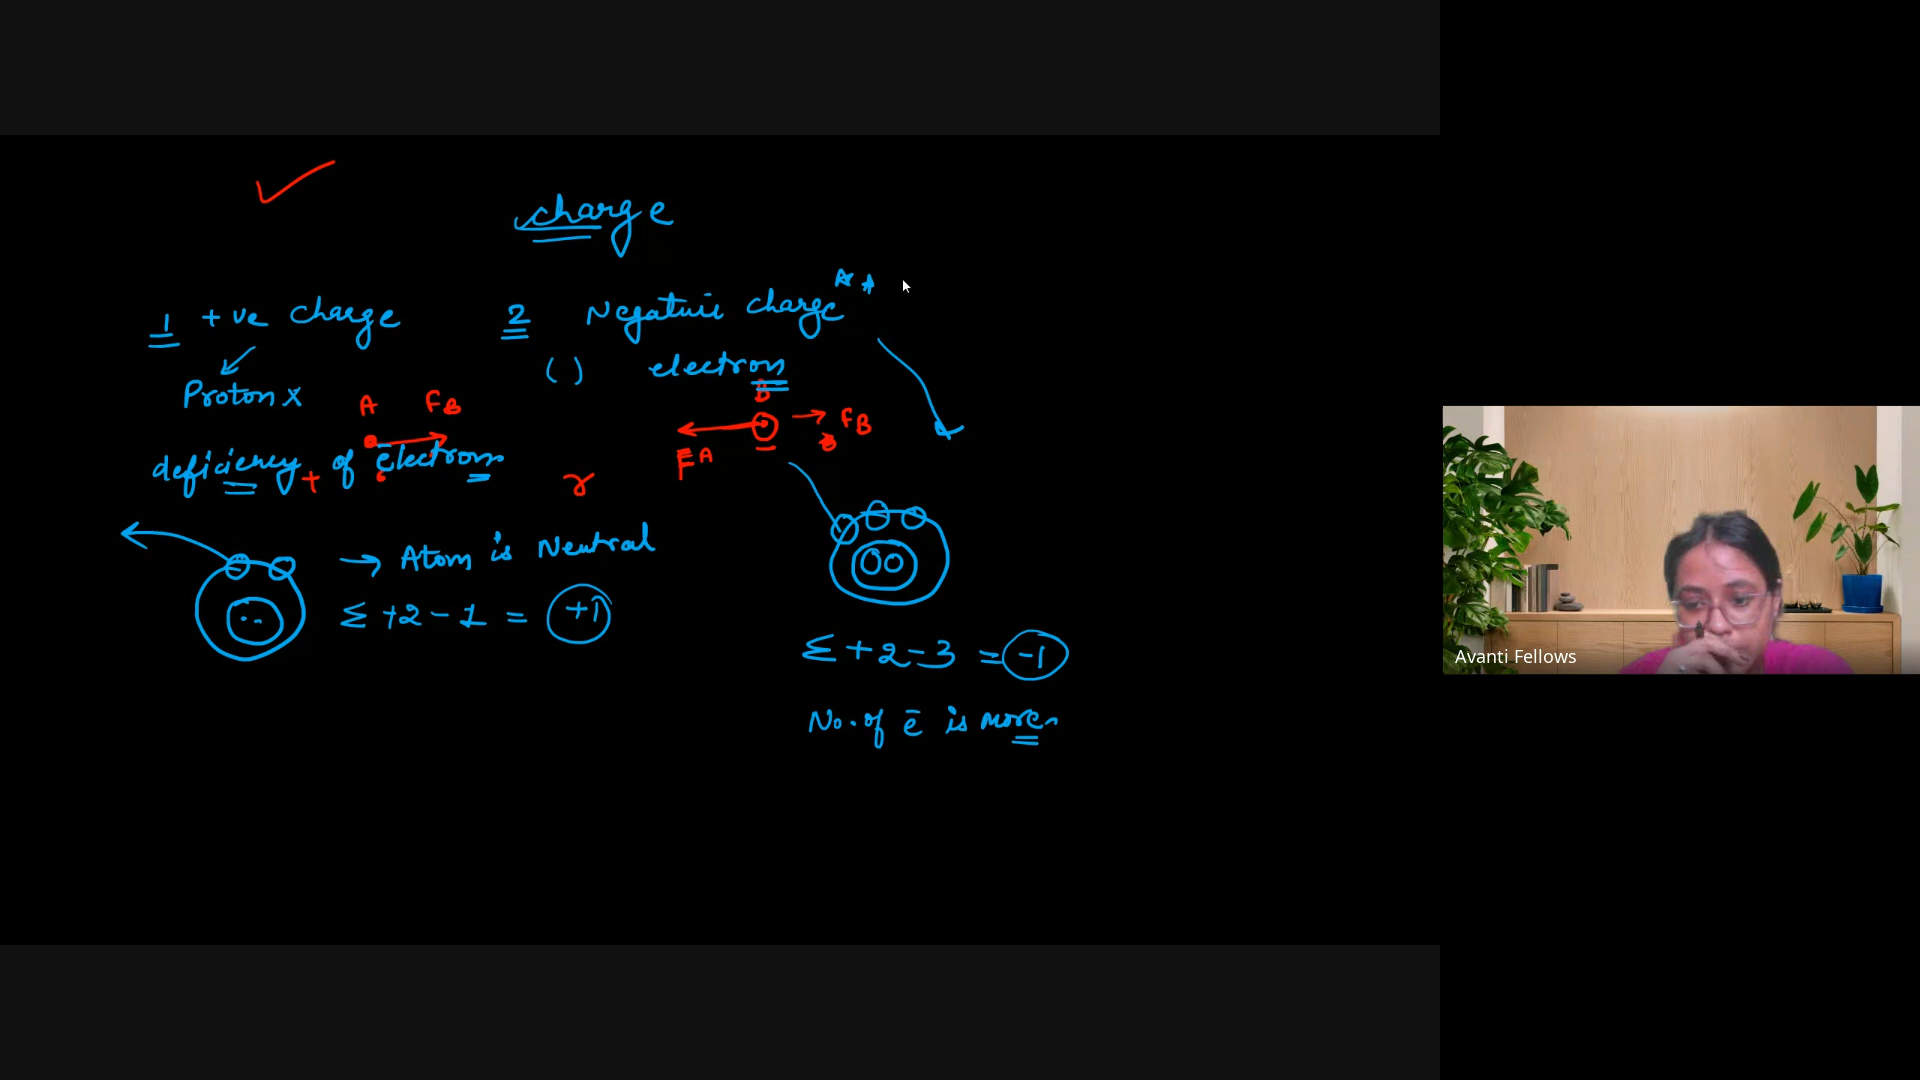 charge
1 +ve charge
2 Negative charge
Proton x
( ) electron
A FB
B
FB
FA
deficiency of electrons
+
r
→ Atom is Neutral
Σ +2 - 1 = +1
Σ +2 - 3 = -1
No. of ē is more
Avanti Fellows